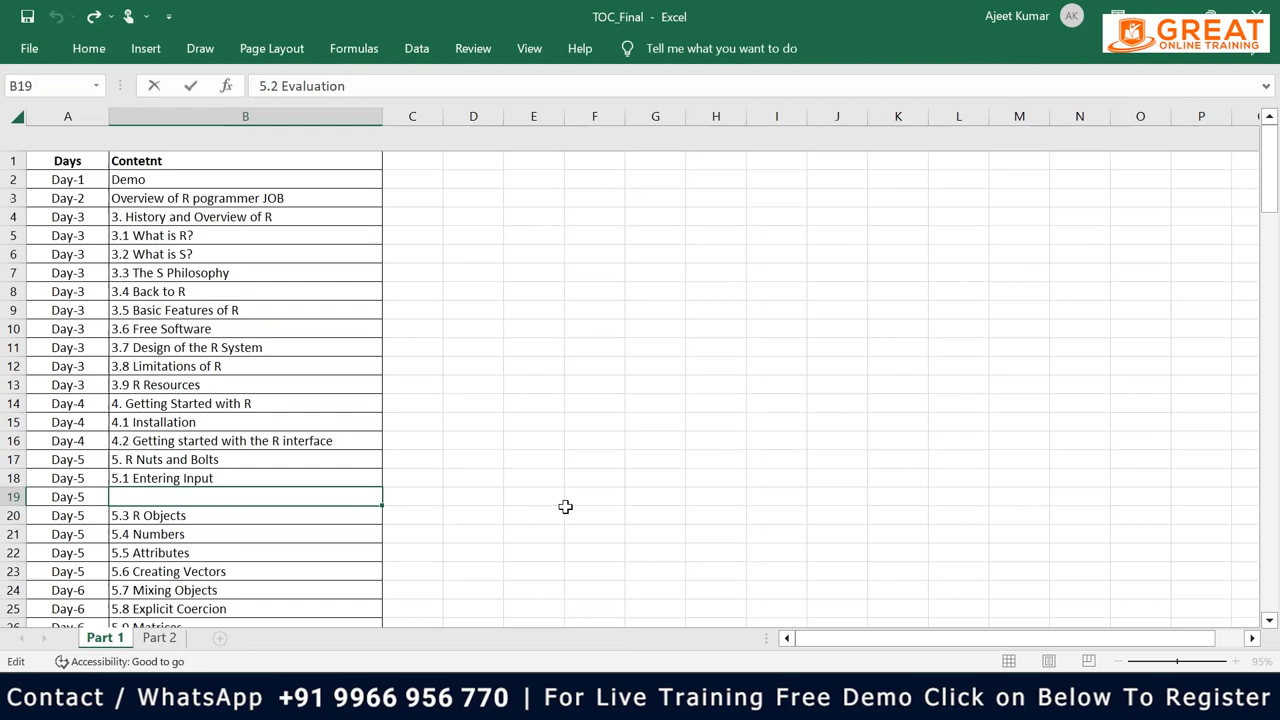 TOC_Final - Excel
Ajeet Kumar
AK
GREAT
ONLINE TRAINING
File Home Insert Draw Page Layout Formulas Data Review View Help Tell me what you want to do
B19 fx 5.2 Evaluation
A B C D E F G H I J K L M N O P
1 Days Contetnt
2 Day-1 Demo
3 Day-2 Overview of R pogrammer JOB
4 Day-3 3. History and Overview of R
5 Day-3 3.1 What is R?
6 Day-3 3.2 What is S?
7 Day-3 3.3 The S Philosophy
8 Day-3 3.4 Back to R
9 Day-3 3.5 Basic Features of R
10 Day-3 3.6 Free Software
11 Day-3 3.7 Design of the R System
12 Day-3 3.8 Limitations of R
13 Day-3 3.9 R Resources
14 Day-4 4. Getting Started with R
15 Day-4 4.1 Installation
16 Day-4 4.2 Getting started with the R interface
17 Day-5 5. R Nuts and Bolts
18 Day-5 5.1 Entering Input
19 Day-5
20 Day-5 5.3 R Objects
21 Day-5 5.4 Numbers
22 Day-5 5.5 Attributes
23 Day-5 5.6 Creating Vectors
24 Day-6 5.7 Mixing Objects
25 Day-6 5.8 Explicit Coercion
26 Day-6 5.9 Matrices
Part 1 Part 2
Edit Accessibility: Good to go 95%
Contact / WhatsApp +91 9966 956 770 | For Live Training Free Demo Click on Below To Register